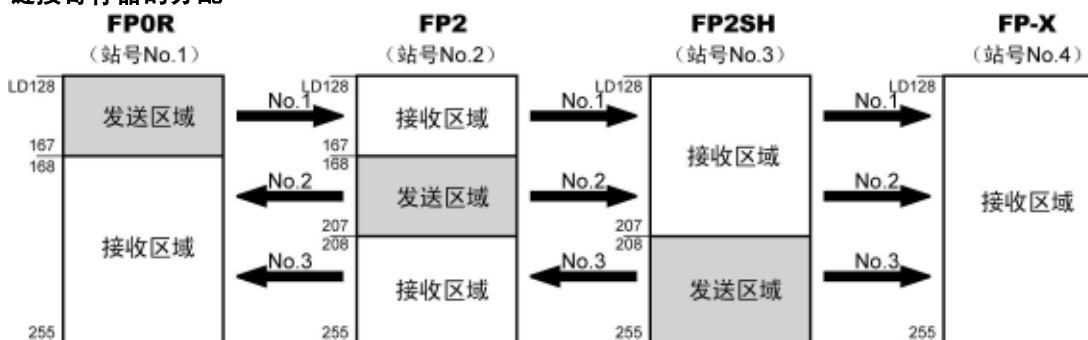 链接寄存器的分配
FP0R
FP2
FP2SH
FP-X
（站号No.1）
（站号No.2）
（站号No.3）
（站号No.4）
LD128
发送区域
167
168
接收区域
255
No.1
No.2
No.3
LD128
接收区域
167
168
发送区域
207
208
接收区域
255
No.1
No.2
No.3
LD128
接收区域
207
208
发送区域
255
No.1
No.2
No.3
LD128
接收区域
255